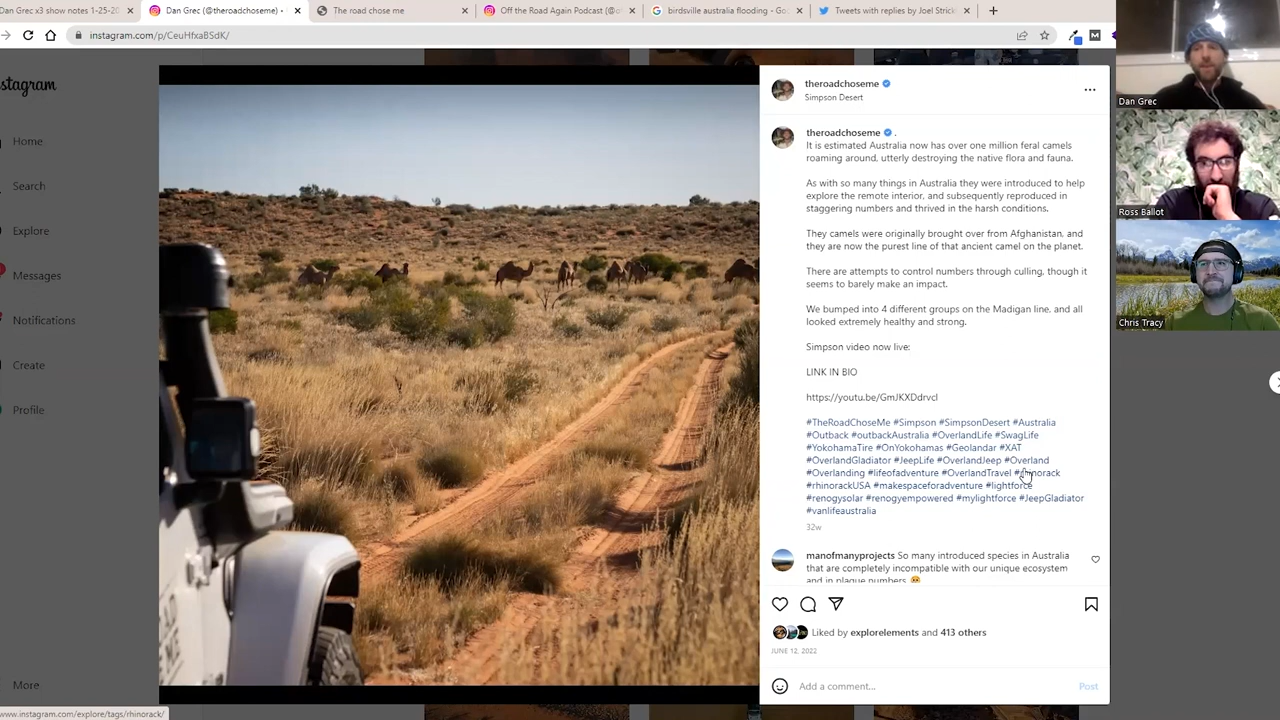 Dan Grec x3 show notes 1-25-20
Dan Grec (@theroadchoseme) •
The road chose me
Off the Road Again Podcast (@o
birdsville australia flooding - Go
Tweets with replies by Joel Strick
instagram.com/p/CeuHfxaBSdK/
stagram
Home
Search
Explore
Messages
Notifications
Create
Profile
More
theroadchoseme
Simpson Desert
theroadchoseme .
It is estimated Australia now has over one million feral camels
roaming around, utterly destroying the native flora and fauna.
As with so many things in Australia they were introduced to help
explore the remote interior, and subsequently reproduced in
staggering numbers and thrived in the harsh conditions.
They camels were originally brought over from Afghanistan, and
they are now the purest line of that ancient camel on the planet.
There are attempts to control numbers through culling, though it
seems to barely make an impact.
We bumped into 4 different groups on the Madigan line, and all
looked extremely healthy and strong.
Simpson video now live:
LINK IN BIO
https://youtu.be/GmJKXDdrvcI
#TheRoadChoseMe #Simpson #SimpsonDesert #Australia
#Outback #outbackAustralia #OverlandLife #SwagLife
#YokohamaTire #OnYokohamas #Geolandar #XAT
#OverlandGladiator #JeepLife #OverlandJeep #Overland
#Overlanding #lifeofadventure #OverlandTravel #rhinorack
#rhinorackUSA #makespaceforadventure #lightforce
#renogysolar #renogyempowered #mylightforce #JeepGladiator
#vanlifeaustralia
32w
manofmanyprojects So many introduced species in Australia
that are completely incompatible with our unique ecosystem
and in plague numbers
Liked by explorelements and 413 others
JUNE 12, 2022
Add a comment...
Post
www.instagram.com/explore/tags/rhinorack/
Dan Grec
Ross Ballot
Chris Tracy